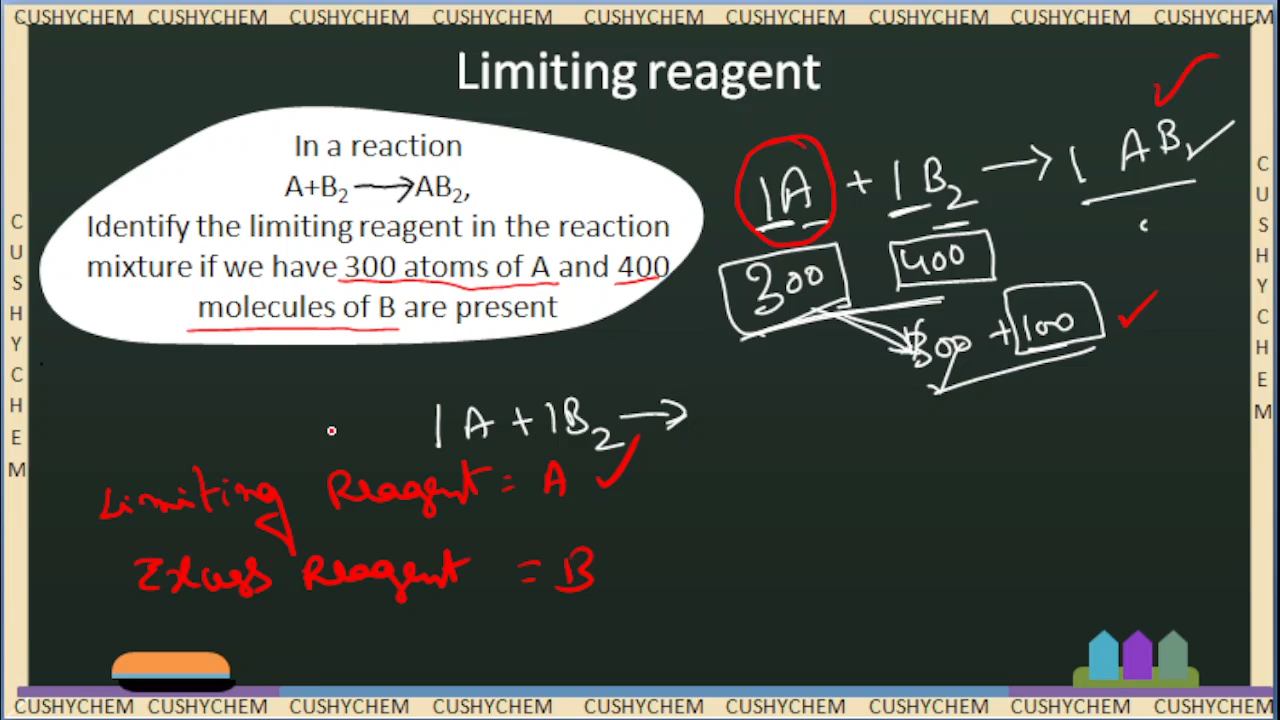 CUSHYCHEM CUSHYCHEM CUSHYCHEM CUSHYCHEM CUSHYCHEM CUSHYCHEM CUSHYCHEM CUSHYCHEM CUSHYCHEM
Limiting reagent
In a reaction
A+B₂ → AB₂,
Identify the limiting reagent in the reaction
mixture if we have 300 atoms of A and 400
molecules of B are present
1A + 1B₂ → 1 AB₂
300 400
300 + 100
1A + 1B₂ →
Limiting Reagent = A
Excess Reagent = B
CUSHYCHEM
CUSHYCHEM
CUSHYCHEM CUSHYCHEM CUSHYCHEM CUSHYCHEM CUSHYCHEM CUSHYCHEM CUSHYCHEM CUSHYCHEM CUSHYCHEM